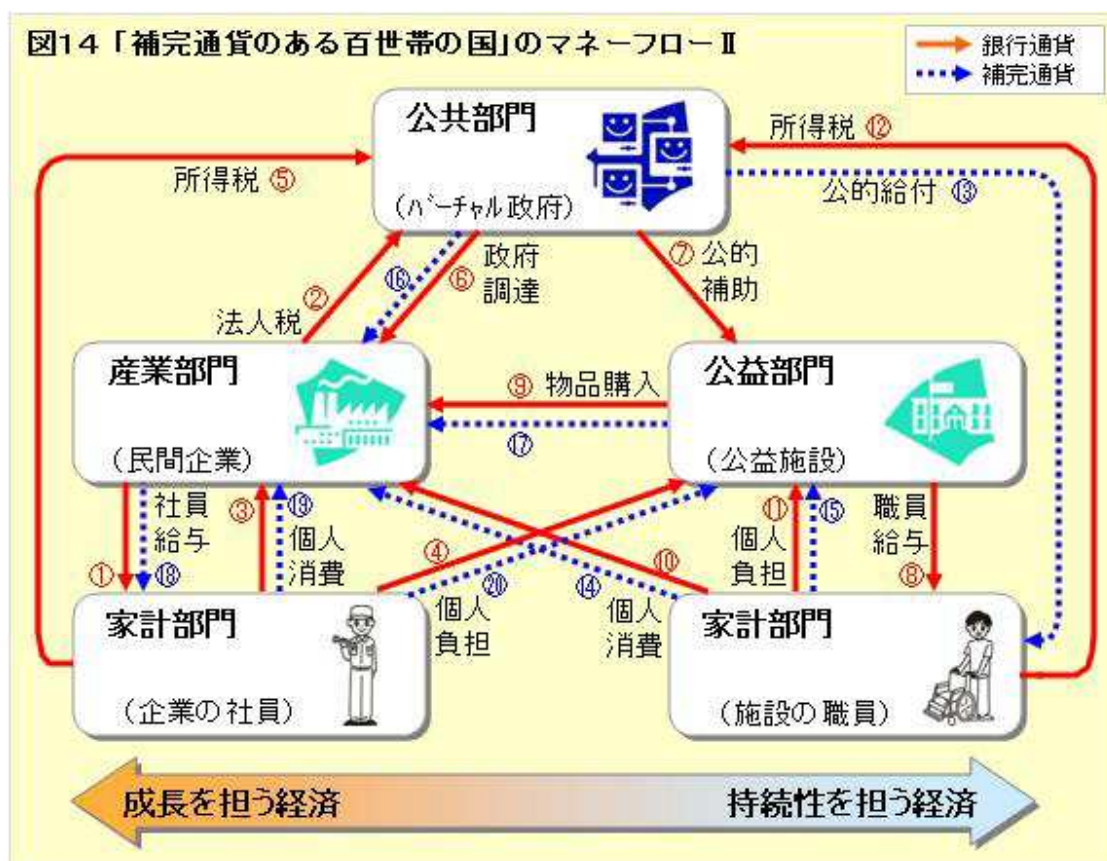 図14「補完通貨のある百世帯の国」のマネーフローⅡ
銀行通貨
補完通貨
公共部門
(ﾊﾞｰﾁｬﾙ政府)
所得税 ⑤
所得税 ⑫
公的給付 ⑬
② 法人税
⑯
⑥ 政府
調達
⑦ 公的
補助
産業部門
(民間企業)
⑨ 物品購入
⑰
公益部門
(公益施設)
① 社員
給与
⑱
③
⑲ 個人
消費
④
⑳ 個人
負担
⑭ 個人
消費
⑩
⑪ 個人
負担
⑮
職員
給与
⑧
家計部門
(企業の社員)
家計部門
(施設の職員)
成長を担う経済
持続性を担う経済